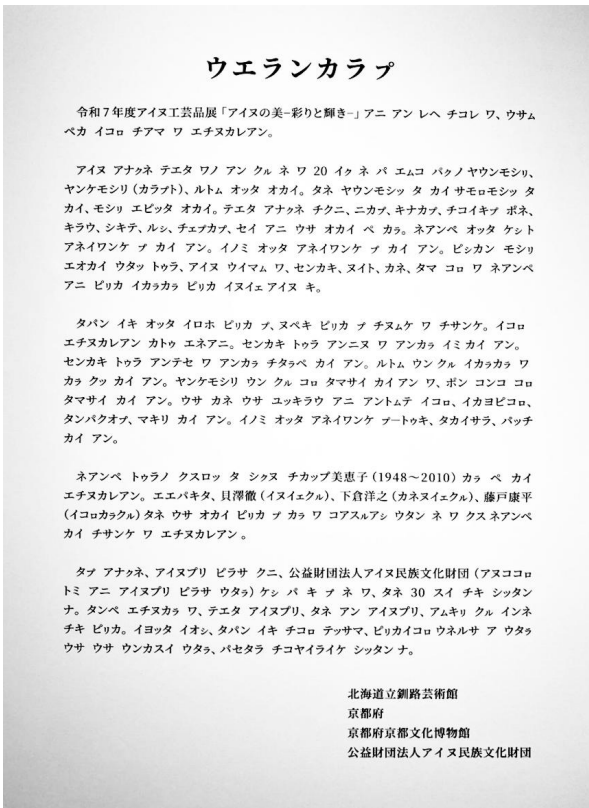 ウエランカラㇷ゚
令和７年度アイヌ工芸品展「アイヌの美−彩りと輝き−」アニ アン レヘ チコレ ワ、ウサㇺ
ペカ イコㇿ チアマ ワ エチヌカレアン。
アイヌ アナㇰネ テエタ ワノ アン クㇽ ネ ワ 20 イㇰ ネ パ エㇺコ パㇰノ ヤウンモシㇼ、
ヤンケモシㇼ（カラㇷ゚ト）、ルトㇺ オッタ オカイ。タネ ヤウンモシッ タ カイ サモロモシッ タ
カイ、モシㇼ エピッタ オカイ。テエタ アナㇰネ チクニ、ニカㇷ゚、キナカㇷ゚、チコイキㇷ゚ ポネ、
キラウ、シキテ、ルㇱ、チェㇷ゚カㇷ゚、セイ アニ ウサ オカイ ペ カㇻ。ネアンペ オッタ ケㇱト
アネイワンケ ㇷ゚ カイ アン。イノミ オッタ アネイワンケ ㇷ゚ カイ アン。ピㇱカン モシㇼ
エオカイ ウタッ トゥラ、アイヌ ウイマㇺ ワ、センカキ、ヌイト、カネ、タマ コㇿ ワ ネアンペ
アニ ピㇼカ イカㇻカㇻ ピㇼカ イヌイェ アイヌ キ。
タパン イキ オッタ イロホ ピㇼカ ㇷ゚、ヌペキ ピㇼカ ㇷ゚ チヌㇺケ ワ チサンケ。イコㇿ
エチヌカレアン カトゥ エネアニ。センカキ トゥラ アンニヌ ワ アンカㇻ イミ カイ アン。
センカキ トゥラ アンテセ ワ アンカㇻ チタㇻペ カイ アン。ルトㇺ ウン クㇽ イカㇻカㇻ ワ
カㇻ クッ カイ アン。ヤンケモシㇼ ウン クㇽ コㇿ タマサイ カイ アン ワ、ポン コンコ コㇿ
タマサイ カイ アン。ウサ カネ ウサ ユッキラウ アニ アントㇺテ イコㇿ、イカヨピコㇿ、
タンパクオㇷ゚、マキㇼ カイ アン。イノミ オッタ アネイワンケ ㇷ゚ートゥキ、タカイサラ、パッチ
カイ アン。
ネアンペ トゥラノ クスロッ タ シㇰヌ チカップ美恵子（1948〜2010）カㇻ ペ カイ
エチヌカレアン。エエパキタ、貝澤徹（イヌイェクㇽ）、下倉洋之（カネヌイェクㇽ）、藤戸康平
（イコㇿカㇻクㇽ）タネ ウサ オカイ ピㇼカ ㇷ゚ カㇻ ワ コアスㇽアㇱ ウタン ネ ワ クス ネアンペ
カイ チサンケ ワ エチヌカレアン 。
タㇷ゚ アナㇰネ、アイヌプㇼ ピラサ クニ、公益財団法人アイヌ民族文化財団（アヌココㇿ
トミ アニ アイヌプㇼ ピラサ ウタㇻ）ケㇱ パ キ ㇷ゚ ネ ワ、タネ 30 スイ チキ シッタン
ナ。タンペ エチヌカㇻ ワ、テエタ アイヌプㇼ、タネ アン アイヌプㇼ、アㇺキㇼ クㇽ インネ
チキ ピㇼカ。イヨッタ イオㇱ、タパン イキ チコㇿ テッサマ、ピㇼカイコㇿ ウネルサ ア ウタㇻ
ウサ ウサ ウンカスイ ウタㇻ、パセタㇻ チコヤイライケ シッタン ナ。
北海道立釧路芸術館
京都府
京都府京都文化博物館
公益財団法人アイヌ民族文化財団